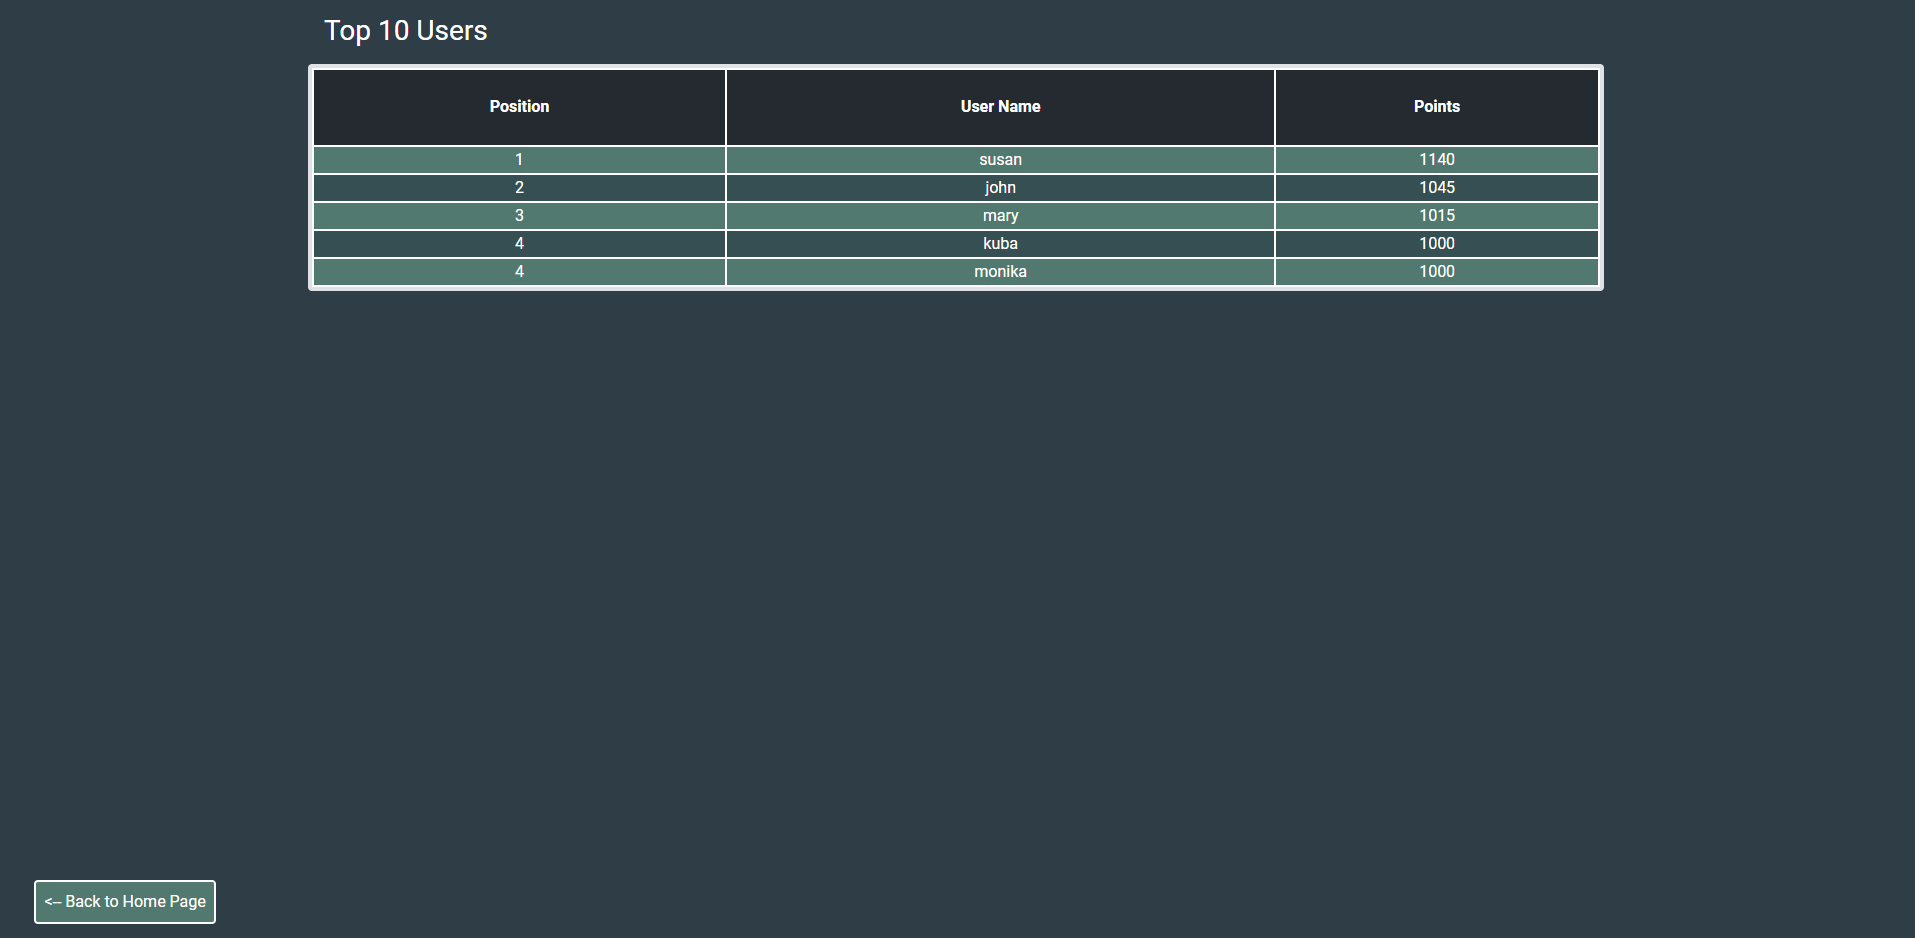 Top 10 Users
Position User Name Points
1 susan 1140
2 john 1045
3 mary 1015
4 kuba 1000
4 monika 1000
<-- Back to Home Page